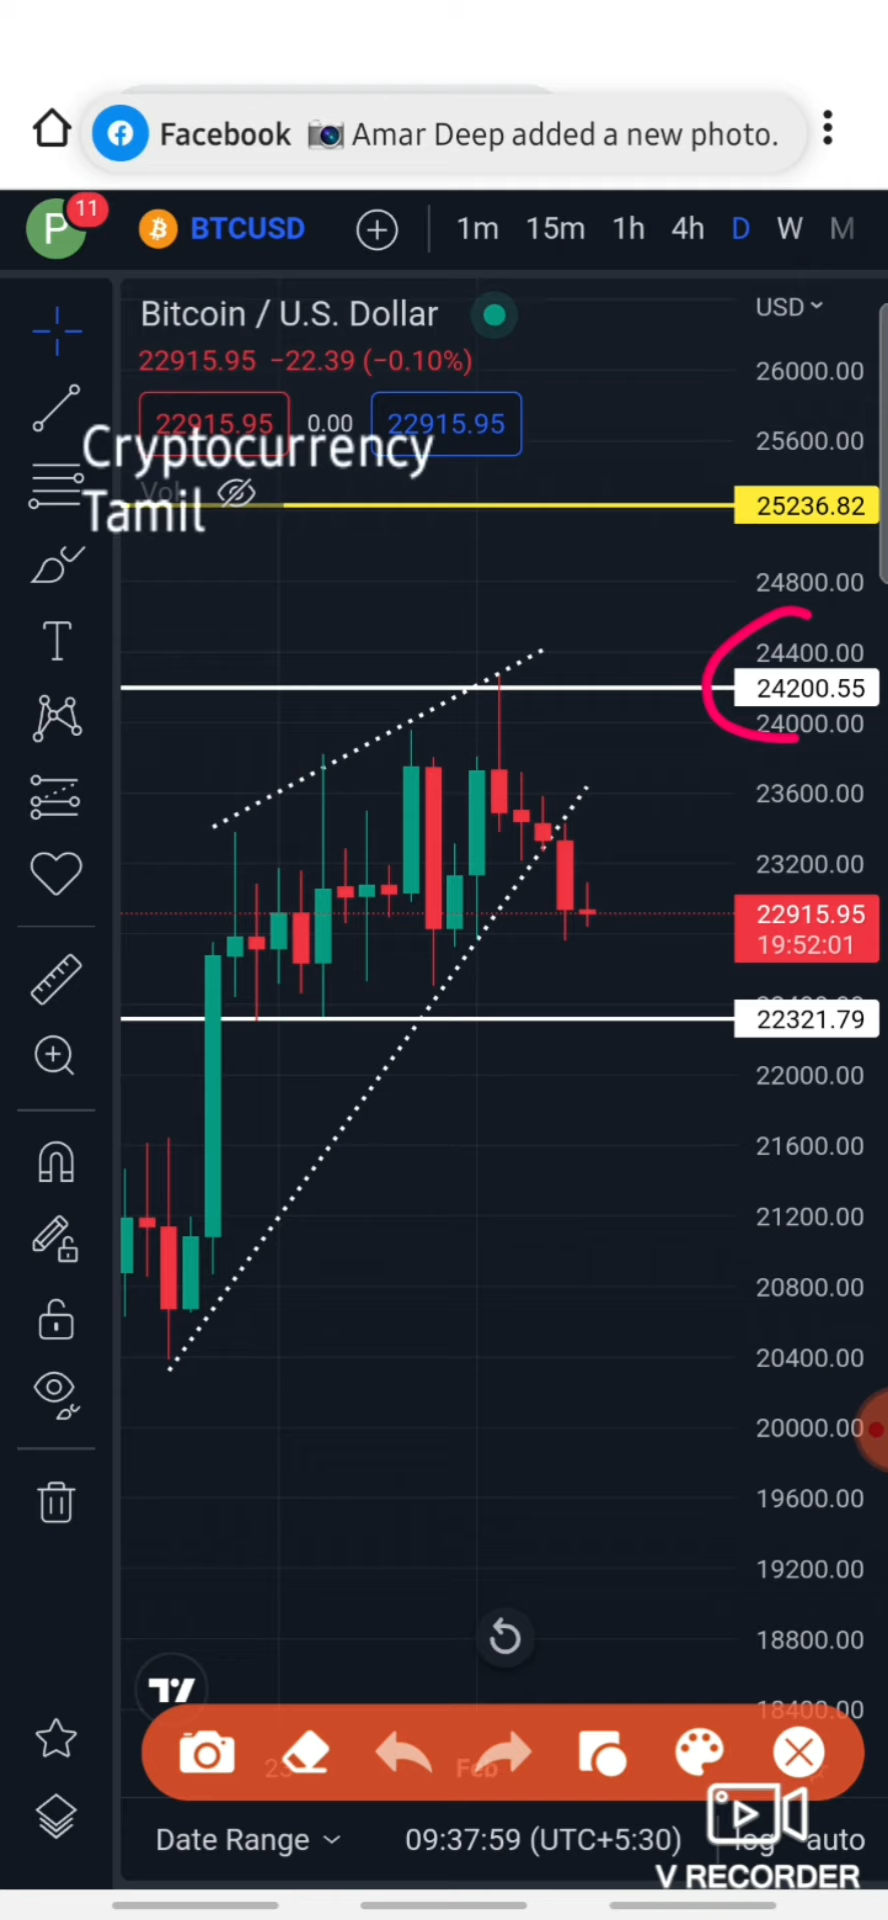 Facebook 📷 Amar Deep added a new photo.
P 11 BTCUSD 1m 15m 1h 4h D W M
Bitcoin / U.S. Dollar
USD
22915.95 −22.39 (−0.10%)
22915.95 0.00 22915.95
Cryptocurrency
Vol
Tamil
26000.00
25600.00
25236.82
24800.00
24400.00
24200.55
24000.00
23600.00
23200.00
22915.95
19:52:01
22321.79
22000.00
21600.00
21200.00
20800.00
20400.00
20000.00
19600.00
19200.00
18800.00
18400.00
Feb
Date Range 09:37:59 (UTC+5:30) log auto
V RECORDER